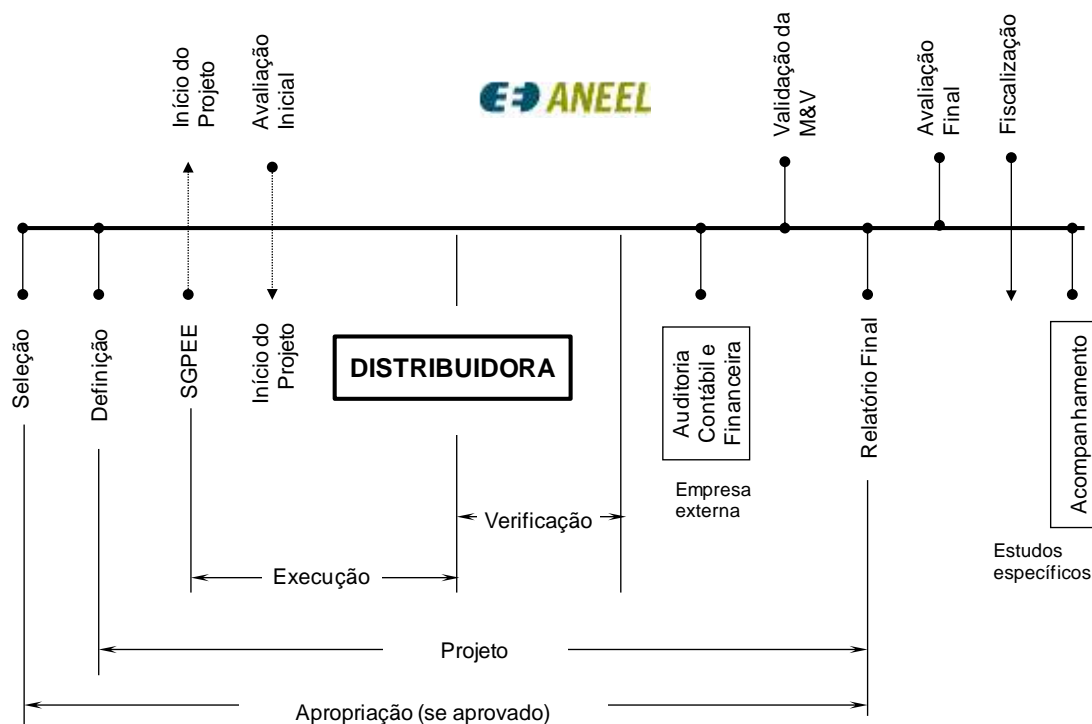 Início do
Projeto
Avaliação
Inicial
ANEEL
Validação da
M&V
Avaliação
Final
Fiscalização
Seleção
Definição
SGPEE
Início do
Projeto
DISTRIBUIDORA
Auditoria
Contábil e
Financeira
Relatório Final
Acompanhamento
Empresa
externa
Verificação
Estudos
específicos
Execução
Projeto
Apropriação (se aprovado)